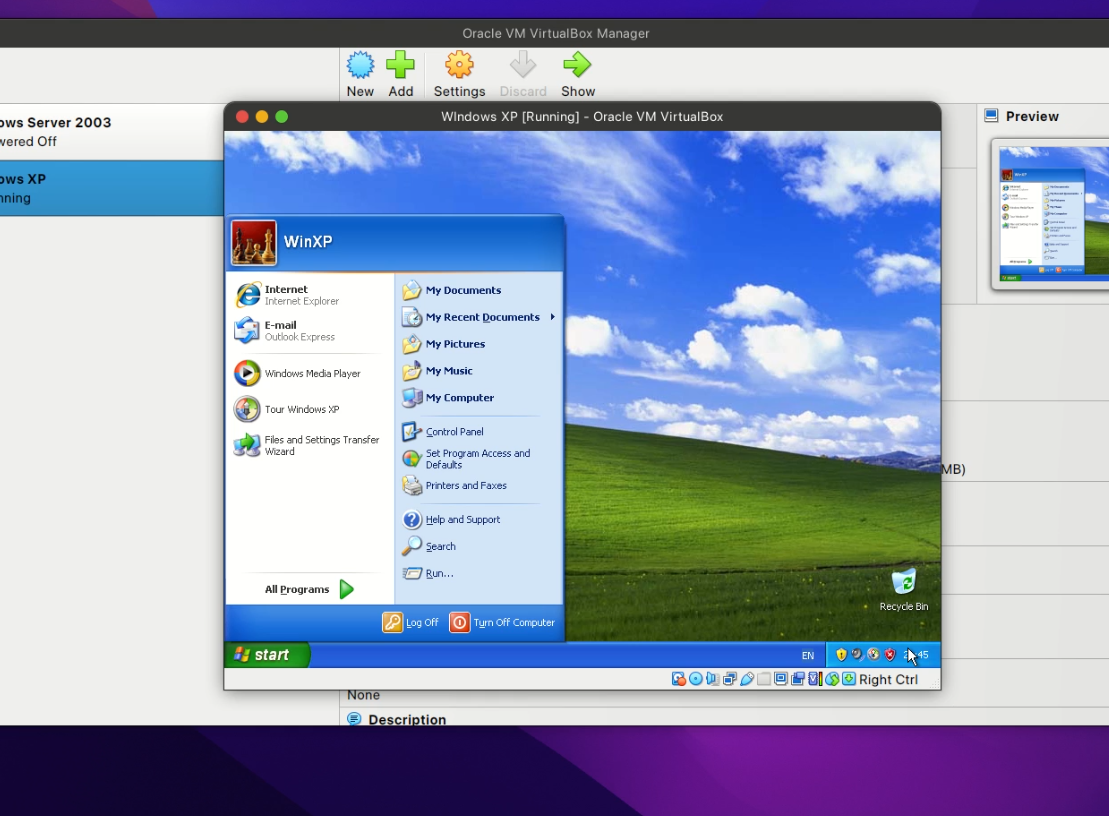 Oracle VM VirtualBox Manager
New Add Settings Discard Show
ows Server 2003
wered Off
ows XP
nning
Preview
WIndows XP [Running] - Oracle VM VirtualBox
WinXP
Internet
Internet Explorer
E-mail
Outlook Express
Windows Media Player
Tour Windows XP
Files and Settings Transfer
Wizard
All Programs
My Documents
My Recent Documents
My Pictures
My Music
My Computer
Control Panel
Set Program Access and
Defaults
Printers and Faxes
Help and Support
Search
Run...
Log Off
Turn Off Computer
MB)
Recycle Bin
start
EN
Right Ctrl
None
Description